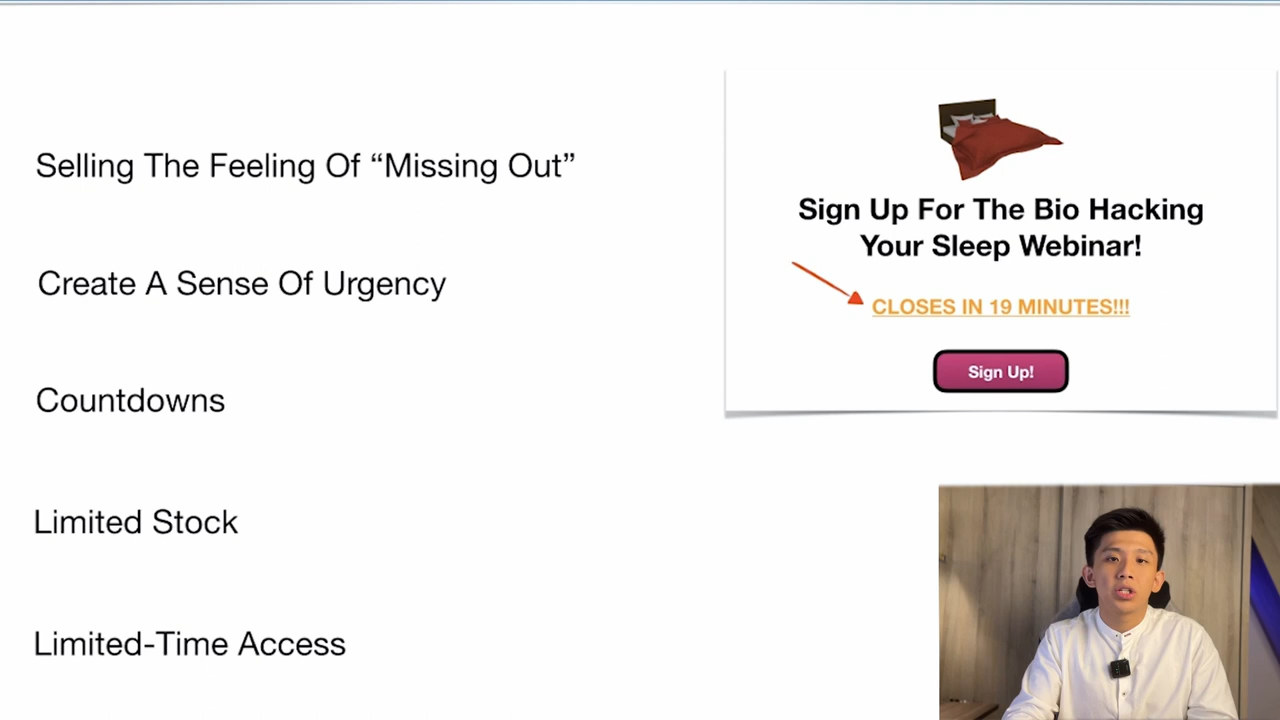 Selling The Feeling Of “Missing Out”
Create A Sense Of Urgency
Countdowns
Limited Stock
Limited-Time Access
Sign Up For The Bio Hacking
Your Sleep Webinar!
CLOSES IN 19 MINUTES!!!
Sign Up!